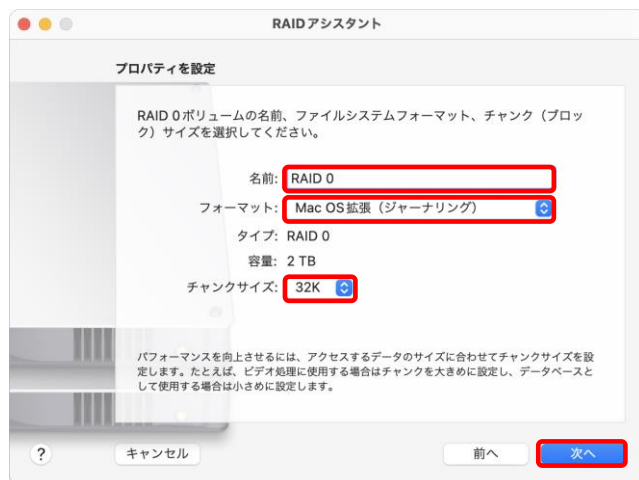 RAIDアシスタント
プロパティを設定
RAID 0ボリュームの名前、ファイルシステムフォーマット、チャンク（ブロッ
ク）サイズを選択してください。
名前: RAID 0
フォーマット: Mac OS拡張（ジャーナリング）
タイプ: RAID 0
容量: 2 TB
チャンクサイズ: 32K
パフォーマンスを向上させるには、アクセスするデータのサイズに合わせてチャンクサイズを設
定します。たとえば、ビデオ処理に使用する場合はチャンクを大きめに設定し、データベースと
して使用する場合は小さめに設定します。
? キャンセル 前へ 次へ